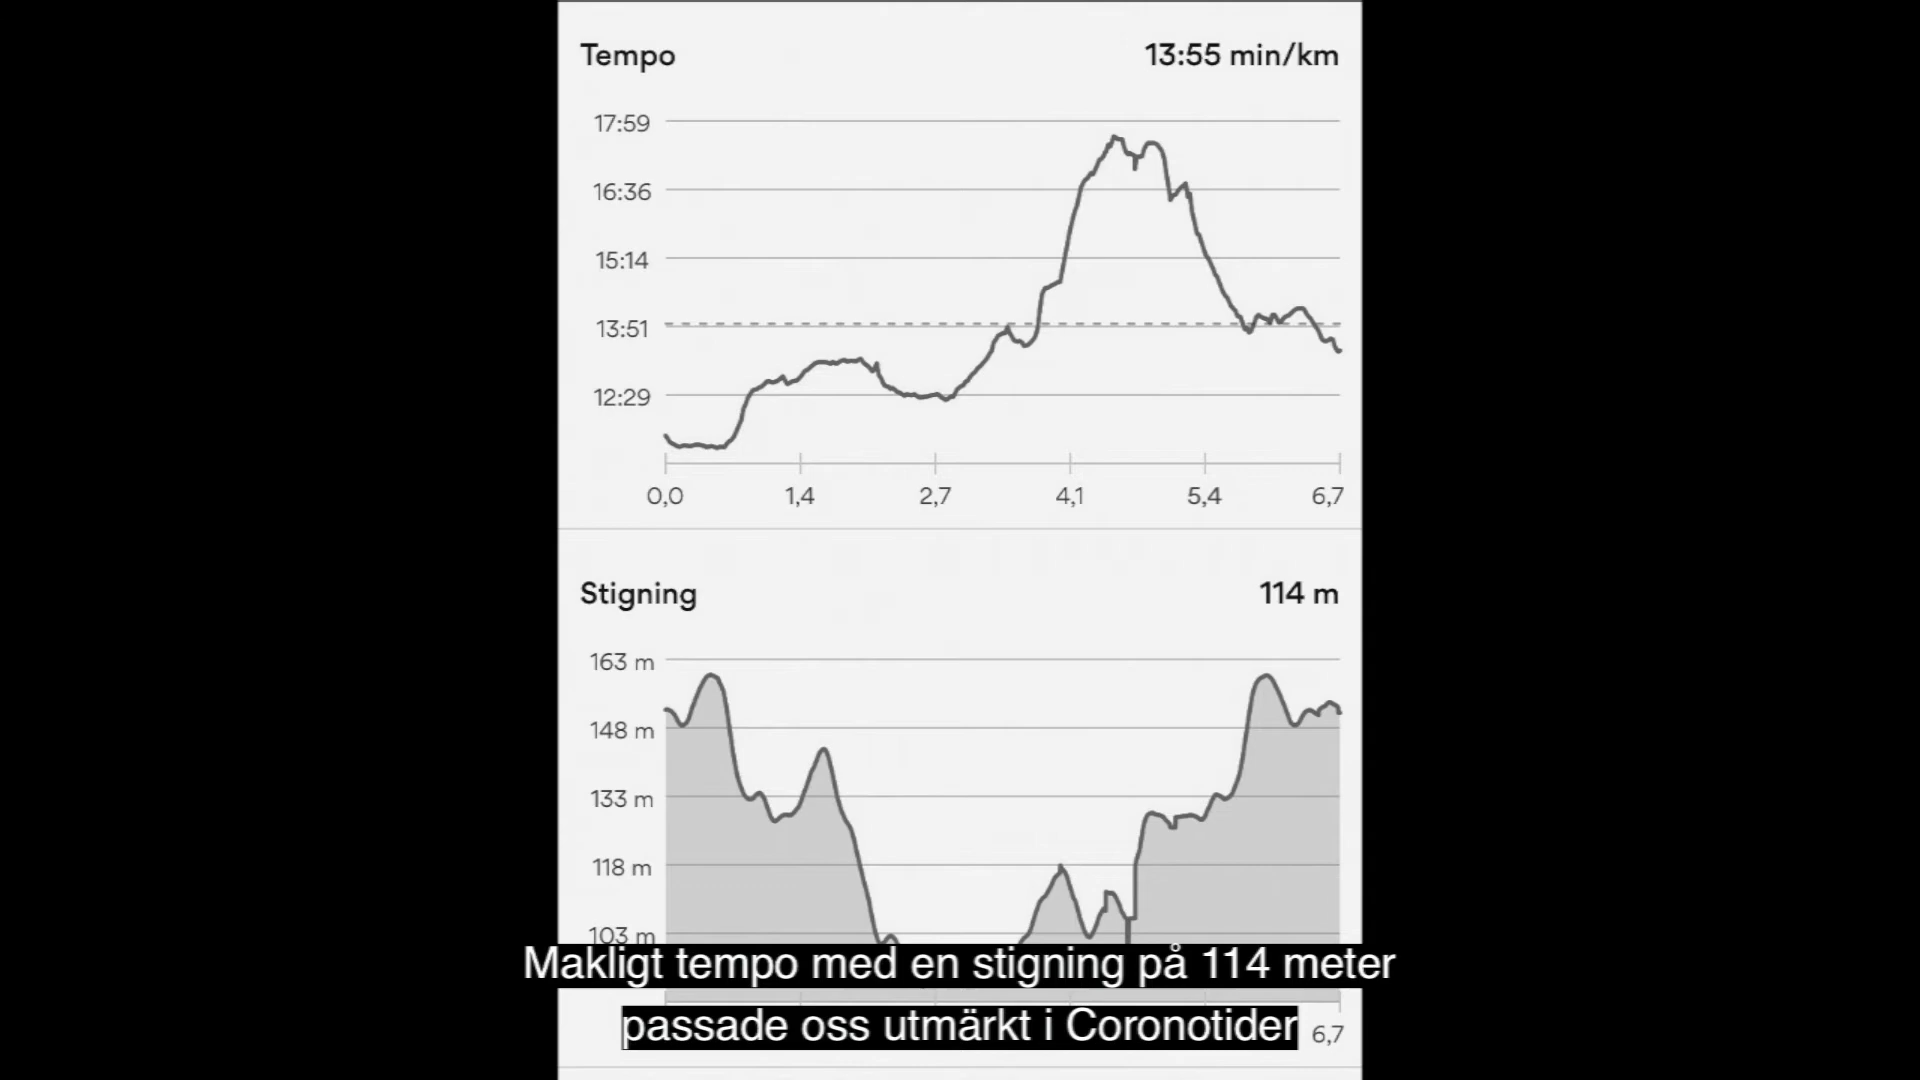 Tempo 13:55 min/km
17:59
16:36
15:14
13:51
12:29
0,0 1,4 2,7 4,1 5,4 6,7
Stigning 114 m
163 m
148 m
133 m
118 m
103 m
Makligt tempo med en stigning på 114 meter
passade oss utmärkt i Coronotider
6,7